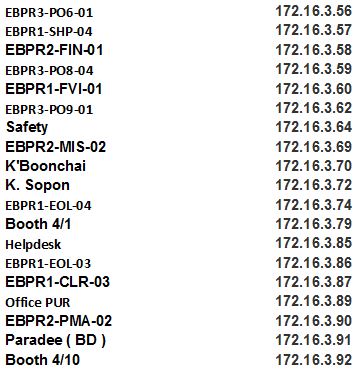 EBPR3-PO6-01 172.16.3.56
EBPR1-SHP-04 172.16.3.57
EBPR2-FIN-01 172.16.3.58
EBPR3-PO8-04 172.16.3.59
EBPR1-FVI-01 172.16.3.60
EBPR3-PO9-01 172.16.3.62
Safety 172.16.3.64
EBPR2-MIS-02 172.16.3.69
K'Boonchai 172.16.3.70
K. Sopon 172.16.3.72
EBPR1-EOL-04 172.16.3.74
Booth 4/1 172.16.3.79
Helpdesk 172.16.3.85
EBPR1-EOL-03 172.16.3.86
EBPR1-CLR-03 172.16.3.87
Office PUR 172.16.3.89
EBPR2-PMA-02 172.16.3.90
Paradee ( BD ) 172.16.3.91
Booth 4/10 172.16.3.92